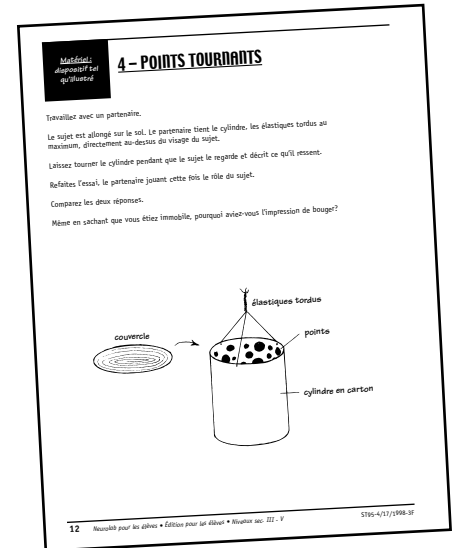 Matériel :
dispositif tel
qu'illustré
4 – POINTS TOURNANTS
Travaillez avec un partenaire.
Le sujet est allongé sur le sol. Le partenaire tient le cylindre, les élastiques tordus au
maximum, directement au-dessus du visage du sujet.
Laissez tourner le cylindre pendant que le sujet le regarde et décrit ce qu'il ressent.
Refaites l'essai, le partenaire jouant cette fois le rôle du sujet.
Comparez les deux réponses.
Même en sachant que vous étiez immobile, pourquoi aviez-vous l'impression de bouger?
élastiques tordus
couvercle
points
cylindre en carton
12 Neurolab pour les élèves • Édition pour les élèves • Niveaux sec. III - V ST95-4/17/1998-3F